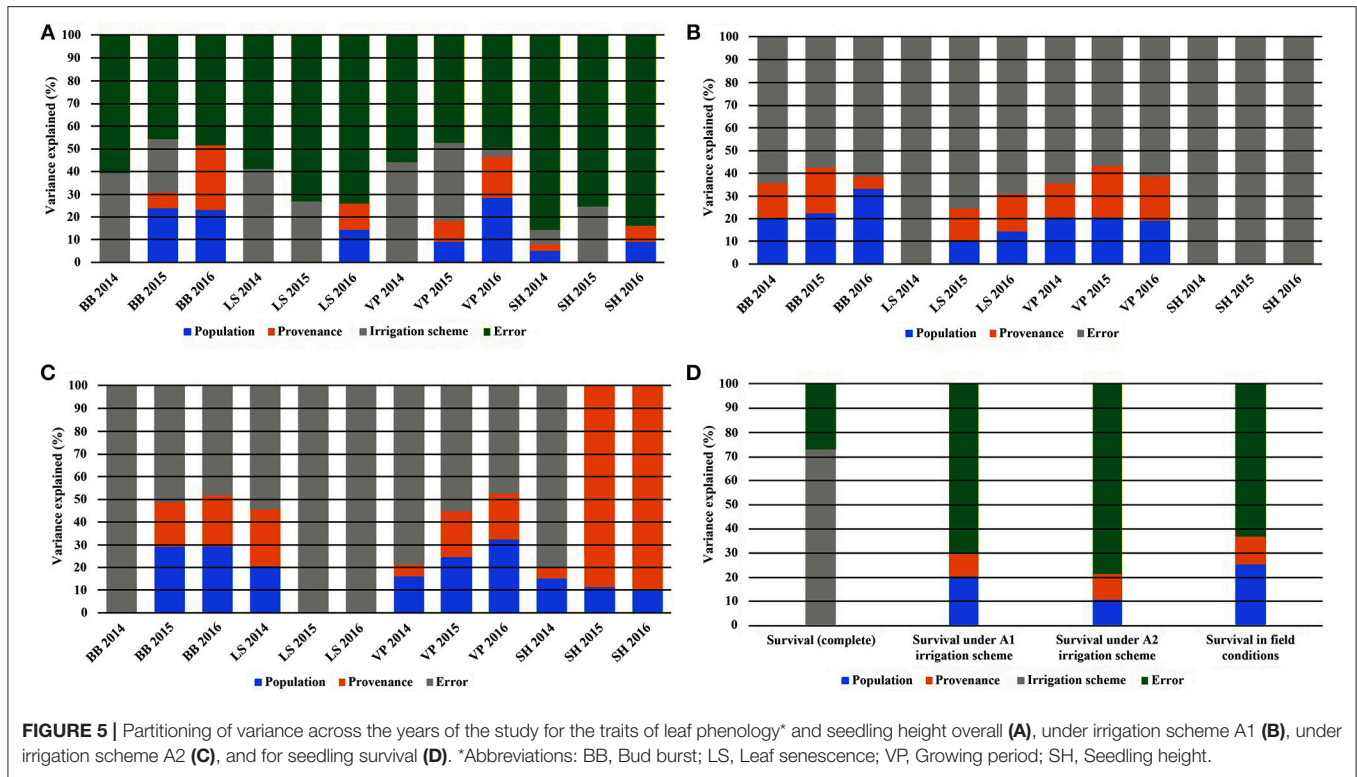 A
Variance explained (%)
100
90
80
70
60
50
40
30
20
10
0
BB 2014
BB 2015
BB 2016
LS 2014
LS 2015
LS 2016
VP 2014
VP 2015
VP 2016
SH 2014
SH 2015
SH 2016
Population Provenance Irrigation scheme Error
B
Variance explained (%)
100
90
80
70
60
50
40
30
20
10
0
BB 2014
BB 2015
BB 2016
LS 2014
LS 2015
LS 2016
VP 2014
VP 2015
VP 2016
SH 2014
SH 2015
SH 2016
Population Provenance Error
C
Variance explained (%)
100
90
80
70
60
50
40
30
20
10
0
BB 2014
BB 2015
BB 2016
LS 2014
LS 2015
LS 2016
VP 2014
VP 2015
VP 2016
SH 2014
SH 2015
SH 2016
Population Provenance Error
D
Variance explained (%)
100
90
80
70
60
50
40
30
20
10
0
Survival (complete)
Survival under A1
irrigation scheme
Survival under A2
irrigation scheme
Survival in field
conditions
Population Provenance Irrigation scheme Error
FIGURE 5 | Partitioning of variance across the years of the study for the traits of leaf phenology* and seedling height overall (A), under irrigation scheme A1 (B), under
irrigation scheme A2 (C), and for seedling survival (D). *Abbreviations: BB, Bud burst; LS, Leaf senescence; VP, Growing period; SH, Seedling height.